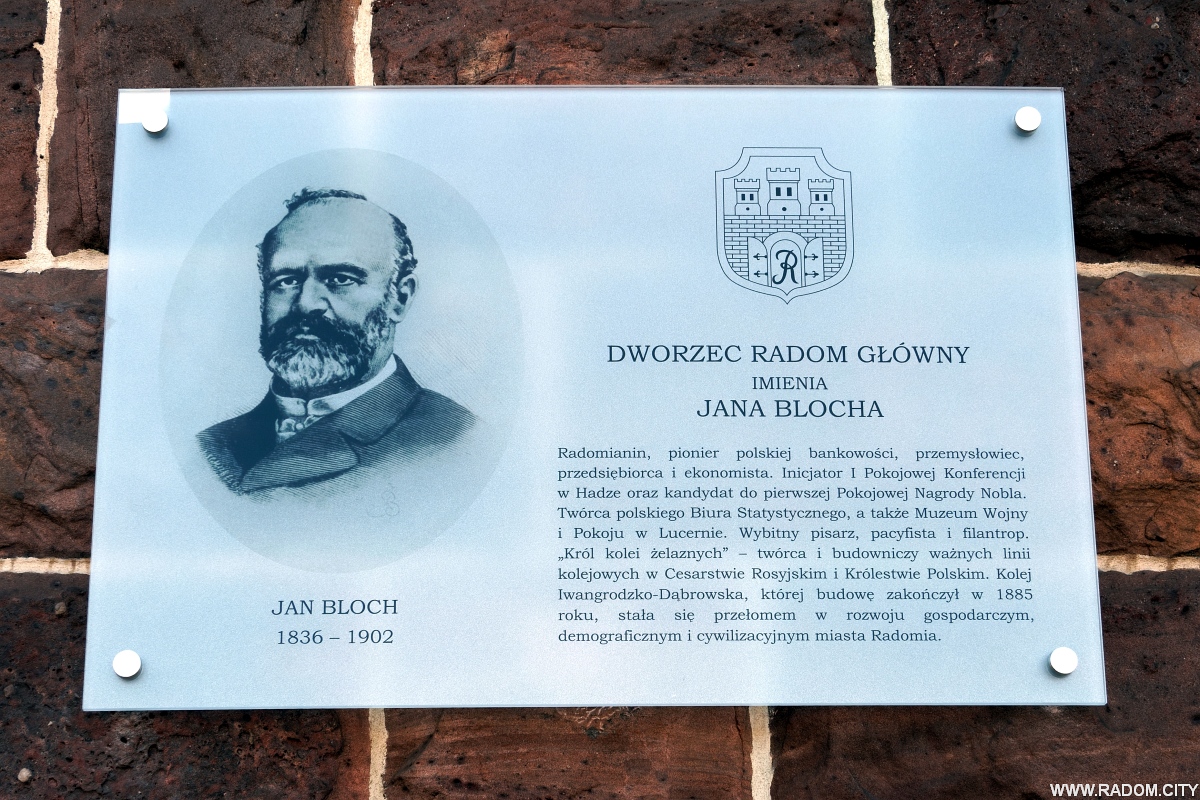 R
DWORZEC RADOM GŁÓWNY
IMIENIA
JANA BLOCHA
Radomianin, pionier polskiej bankowości, przemysłowiec,
przedsiębiorca i ekonomista. Inicjator I Pokojowej Konferencji
w Hadze oraz kandydat do pierwszej Pokojowej Nagrody Nobla.
Twórca polskiego Biura Statystycznego, a także Muzeum Wojny
i Pokoju w Lucernie. Wybitny pisarz, pacyfista i filantrop.
„Król kolei żelaznych” – twórca i budowniczy ważnych linii
kolejowych w Cesarstwie Rosyjskim i Królestwie Polskim. Kolej
Iwangrodzko-Dąbrowska, której budowę zakończył w 1885
roku, stała się przełomem w rozwoju gospodarczym,
demograficznym i cywilizacyjnym miasta Radomia.
JAN BLOCH
1836 – 1902
WWW.RADOM.CITY